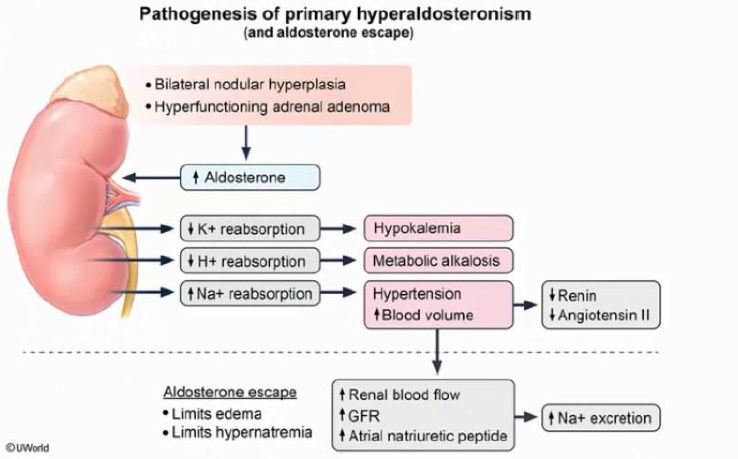 Pathogenesis of primary hyperaldosteronism
(and aldosterone escape)
• Bilateral nodular hyperplasia
• Hyperfunctioning adrenal adenoma
↑ Aldosterone
↓ K+ reabsorption
Hypokalemia
↓ H+ reabsorption
Metabolic alkalosis
↑ Na+ reabsorption
Hypertension
↑ Blood volume
↓ Renin
↓ Angiotensin II
Aldosterone escape
• Limits edema
• Limits hypernatremia
↑ Renal blood flow
↑ GFR
↑ Atrial natriuretic peptide
↑ Na+ excretion
©UWorld